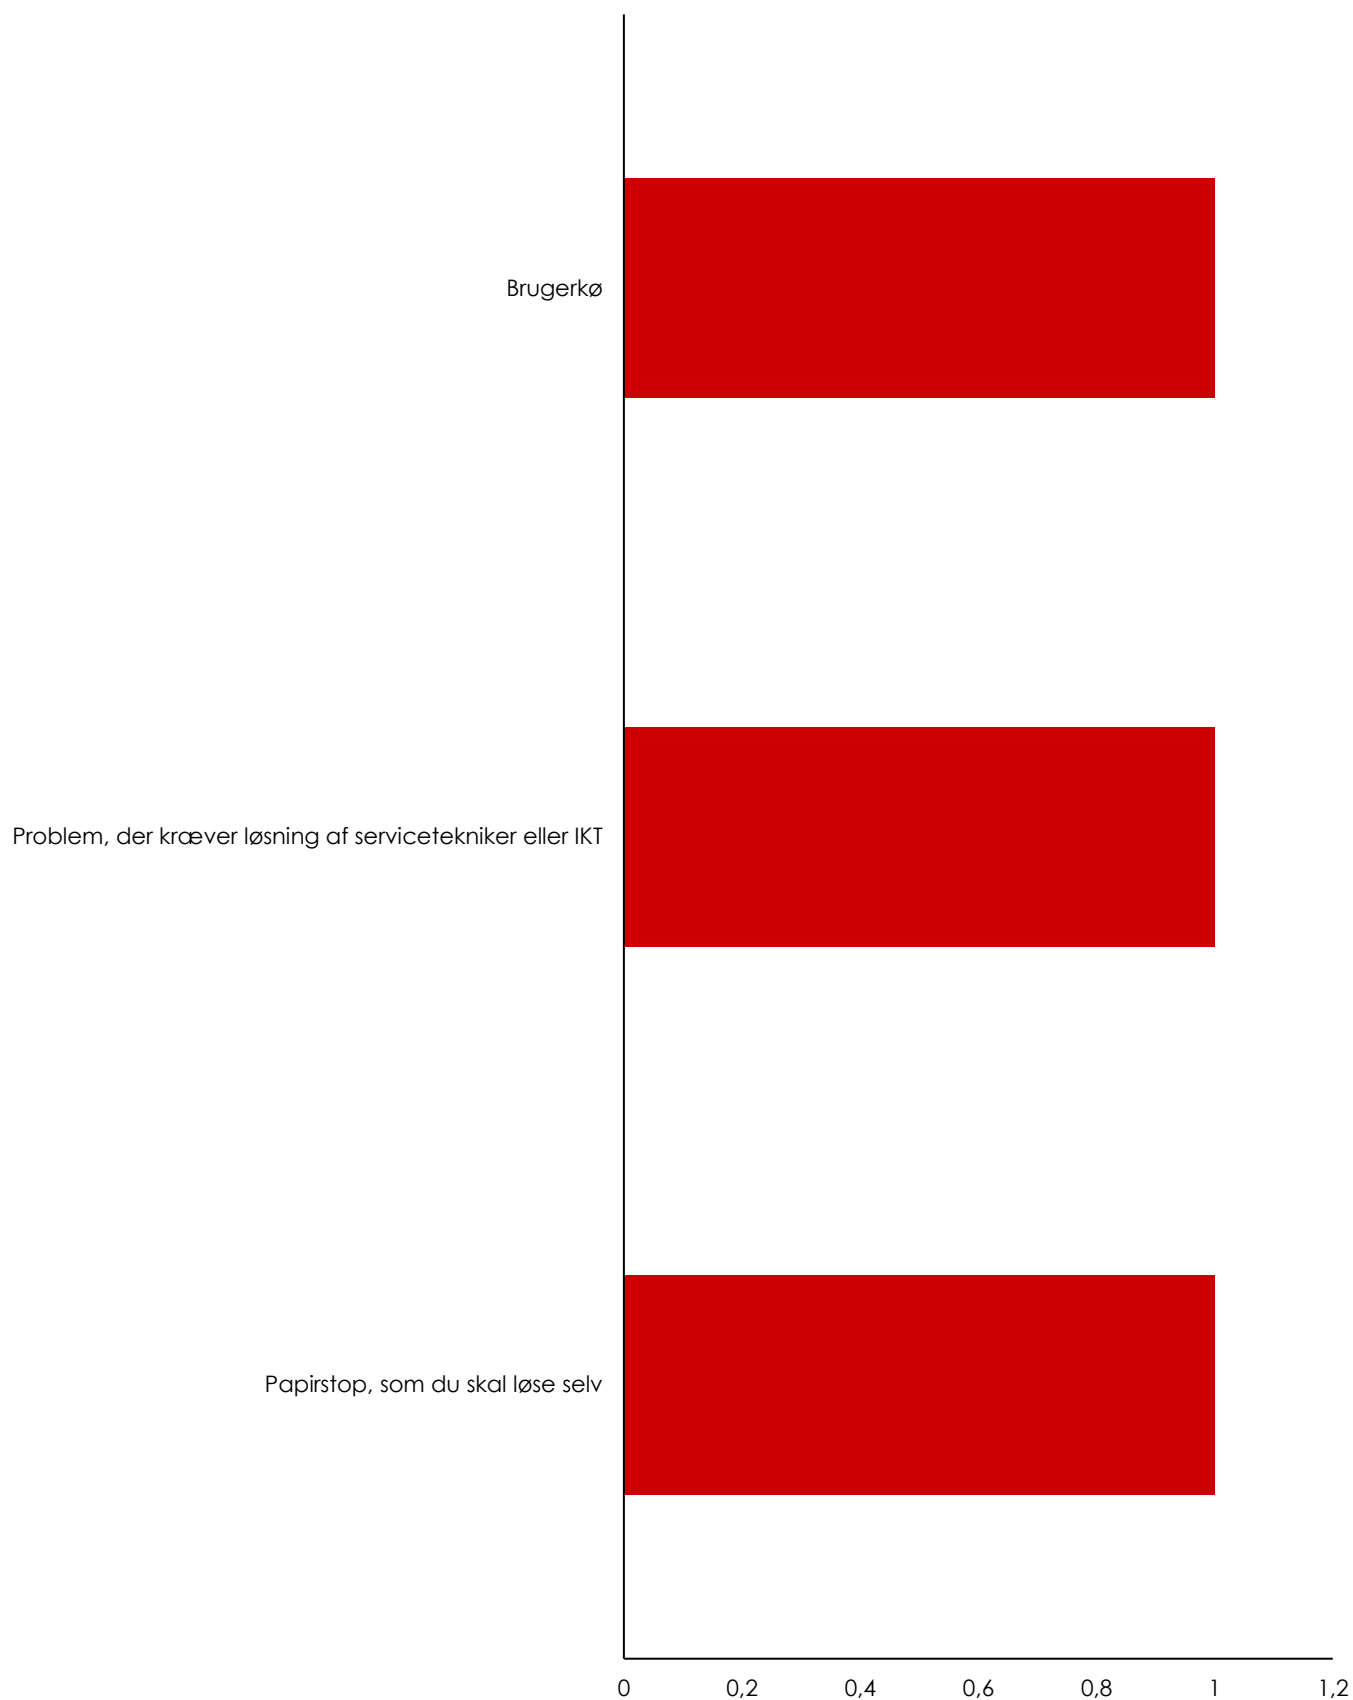 Brugerkø
Problem, der kræver løsning af servicetekniker eller IKT
Papirstop, som du skal løse selv
0 0,2 0,4 0,6 0,8 1 1,2